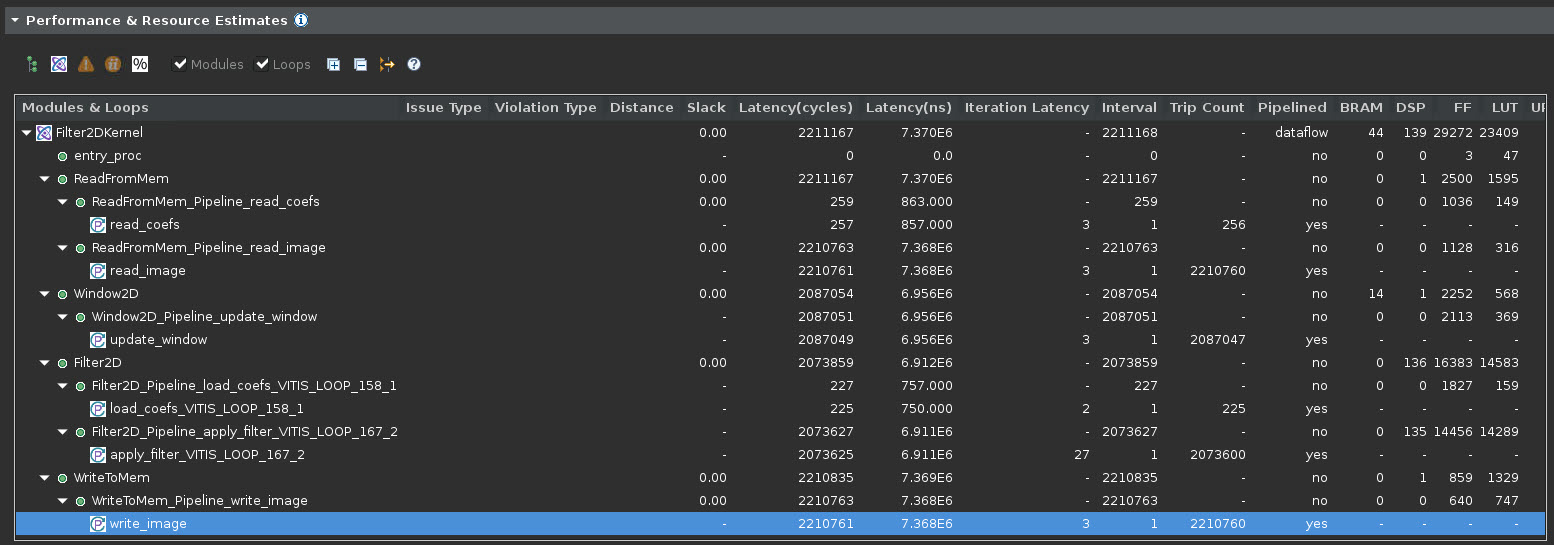 Performance & Resource Estimates i
% Modules Loops ?
Modules & Loops Issue Type Violation Type Distance Slack Latency(cycles) Latency(ns) Iteration Latency Interval Trip Count Pipelined BRAM DSP FF LUT
Filter2DKernel 0.00 2211167 7.370E6 - 2211168 - dataflow 44 139 29272 23409
entry_proc - 0 0.0 - 0 - no 0 0 3 47
ReadFromMem 0.00 2211167 7.370E6 - 2211167 - no 0 1 2500 1595
ReadFromMem_Pipeline_read_coefs 0.00 259 863.000 - 259 - no 0 0 1036 149
read_coefs - 257 857.000 3 1 256 yes - - - -
ReadFromMem_Pipeline_read_image 0.00 2210763 7.368E6 - 2210763 - no 0 0 1128 316
read_image - 2210761 7.368E6 3 1 2210760 yes - - - -
Window2D 0.00 2087054 6.956E6 - 2087054 - no 14 1 2252 568
Window2D_Pipeline_update_window 2087051 6.956E6 - 2087051 - no 0 0 2113 369
update_window - 2087049 6.956E6 3 1 2087047 yes - - - -
Filter2D 0.00 2073859 6.912E6 - 2073859 - no 0 136 16383 14583
Filter2D_Pipeline_load_coefs_VITIS_LOOP_158_1 227 757.000 - 227 - no 0 0 1827 159
load_coefs_VITIS_LOOP_158_1 - 225 750.000 2 1 225 yes - - - -
Filter2D_Pipeline_apply_filter_VITIS_LOOP_167_2 2073627 6.911E6 - 2073627 - no 0 135 14456 14289
apply_filter_VITIS_LOOP_167_2 - 2073625 6.911E6 27 1 2073600 yes - - - -
WriteToMem 0.00 2210835 7.369E6 - 2210835 - no 0 1 859 1329
WriteToMem_Pipeline_write_image 0.00 2210763 7.368E6 - 2210763 - no 0 0 640 747
write_image - 2210761 7.368E6 3 1 2210760 yes - - - -